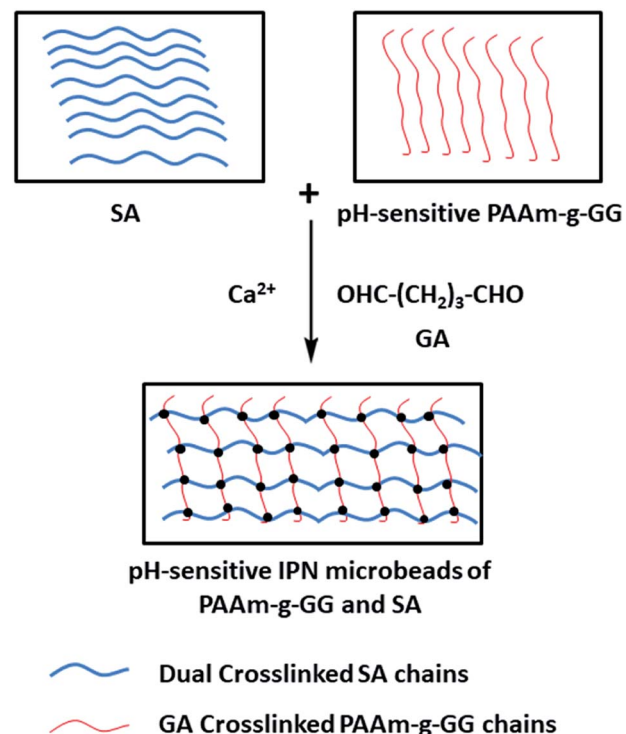 +
SA
pH-sensitive PAAm-g-GG
Ca²⁺
OHC-(CH₂)₃-CHO
GA
pH-sensitive IPN microbeads of
PAAm-g-GG and SA
Dual Crosslinked SA chains
GA Crosslinked PAAm-g-GG chains